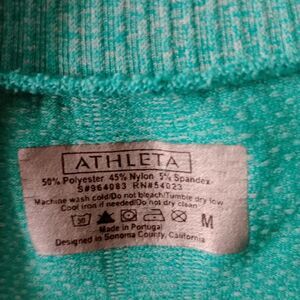 ATHLETA
50% Polyester 45% Nylon 5% Spandex
S#964083 RN#54023
Machine wash cold/Do not bleach/Tumble dry low
Cool iron if needed/Do not dry clean
M
Made in Portugal
Designed in Sonoma County, California